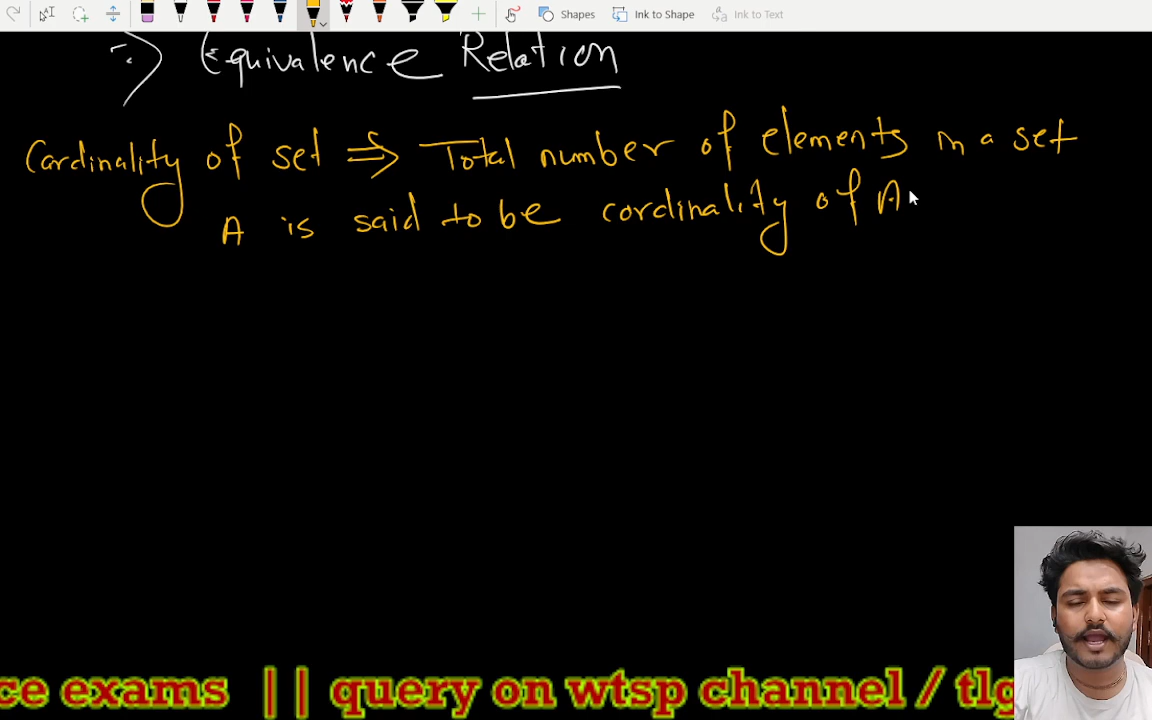 Shapes Ink to Shape Ink to Text
∴) Equivalence Relation
Cardinality of set ⇒ Total number of elements in a set
A is said to be cordinality of A
ce exams || query on wtsp channel / tlg